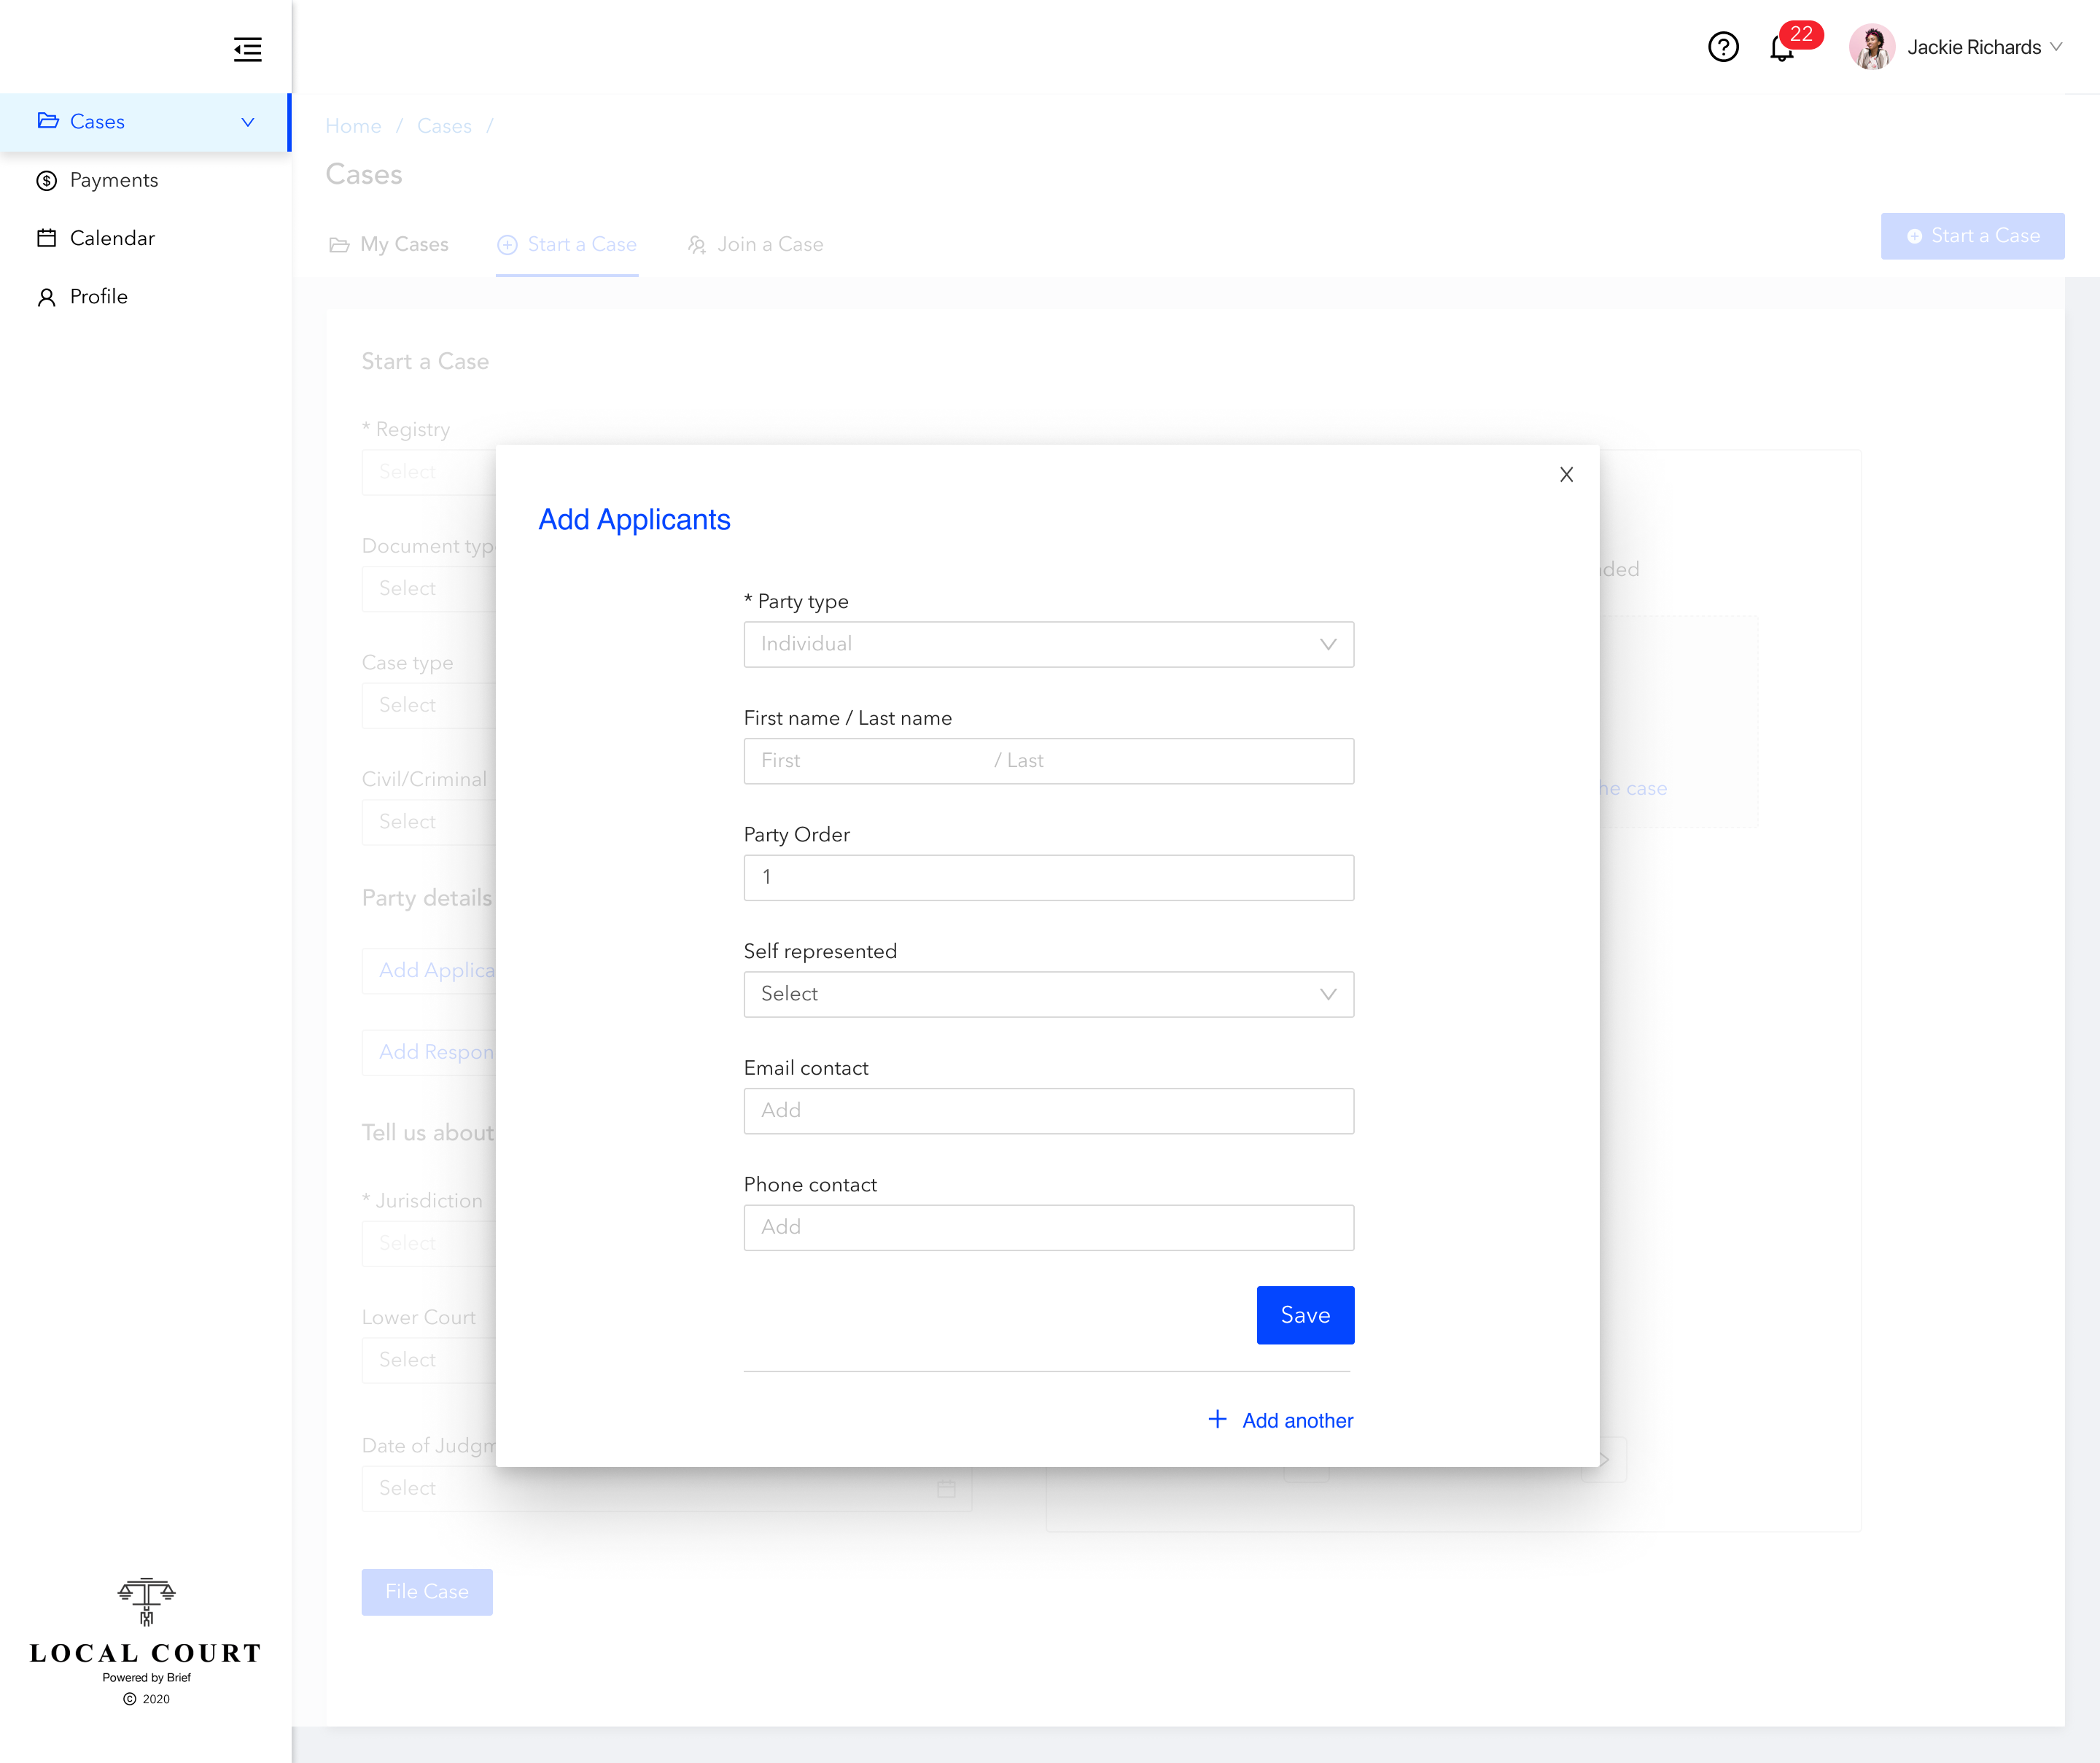 22
Jackie Richards
Cases
Payments
Calendar
Profile
Home / Cases /
Cases
My Cases
Start a Case
Join a Case
Start a Case
Start a Case
* Registry
Select
Document typ
Select
Case type
Select
Civil/Criminal
Select
Party details
Add Applica
Add Respon
Tell us about
* Jurisdiction
Select
Lower Court
Select
Date of Judgm
Select
File Case
ded
he case
X
Add Applicants
* Party type
Individual
First name / Last name
First / Last
Party Order
1
Self represented
Select
Email contact
Add
Phone contact
Add
Save
+ Add another
LOCAL COURT
Powered by Brief
© 2020